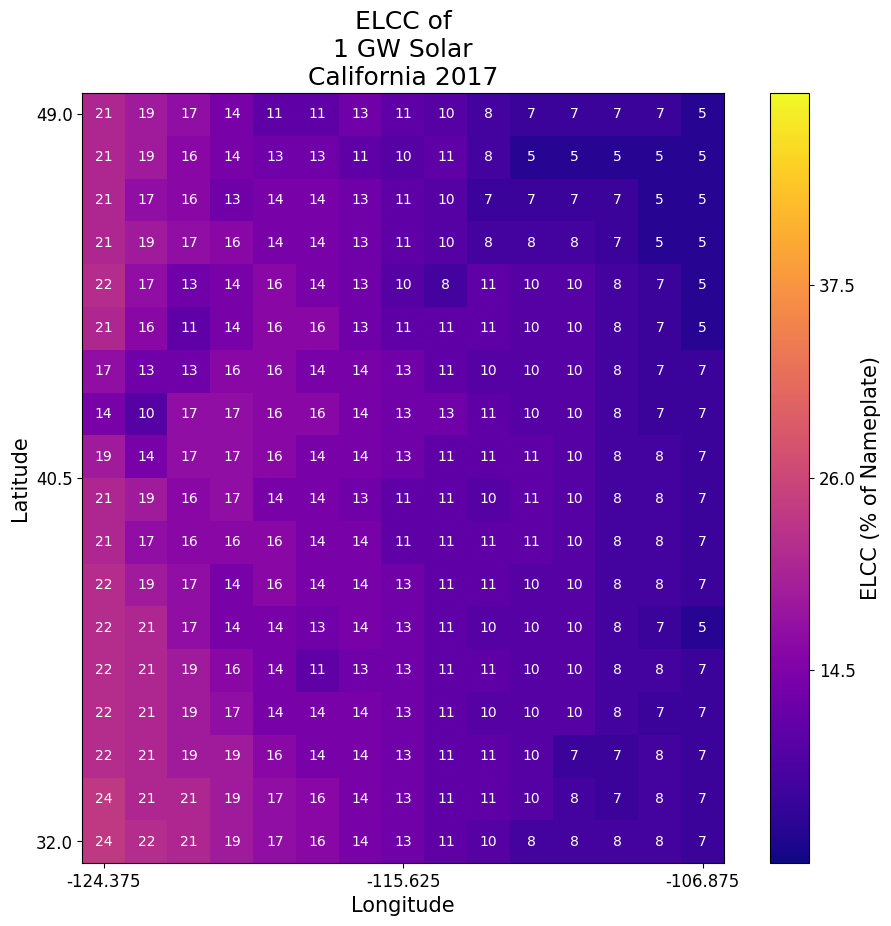 ELCC of
1 GW Solar
California 2017
49.0
40.5
32.0
Latitude
21 19 17 14 11 11 13 11 10 8 7 7 7 7 5
21 19 16 14 13 13 11 10 11 8 5 5 5 5 5
21 17 16 13 14 14 13 11 10 7 7 7 7 5 5
21 19 17 16 14 14 13 11 10 8 8 8 7 5 5
22 17 13 14 16 14 13 10 8 11 10 10 8 7 5
21 16 11 14 16 16 13 11 11 11 10 10 8 7 5
17 13 13 16 16 14 14 13 11 10 10 10 8 7 7
14 10 17 17 16 16 14 13 13 11 10 10 8 7 7
19 14 17 17 16 14 14 13 11 11 11 10 8 8 7
21 19 16 17 14 14 13 11 11 10 11 10 8 8 7
21 17 16 16 16 14 14 11 11 11 11 10 8 8 7
22 19 17 14 16 14 14 13 11 11 10 10 8 8 7
22 21 17 14 14 13 14 13 11 10 10 10 8 7 5
22 21 19 16 14 11 13 13 11 11 10 10 8 8 7
22 21 19 17 14 14 14 13 11 10 10 10 8 7 7
22 21 19 19 16 14 14 13 11 11 10 7 7 8 7
24 21 21 19 17 16 14 13 11 11 10 8 7 8 7
24 22 21 19 17 16 14 13 11 10 8 8 8 8 7
-124.375 -115.625 -106.875
Longitude
37.5
26.0
14.5
ELCC (% of Nameplate)